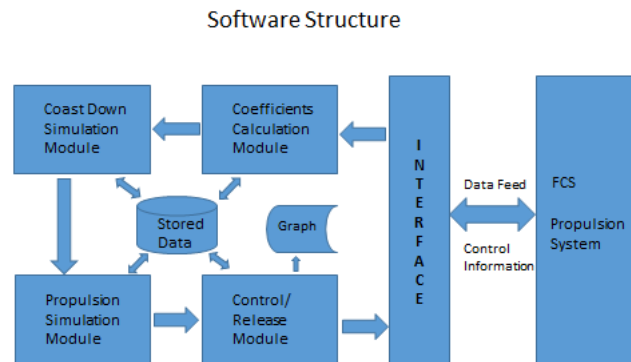 Software Structure
Coast Down
Simulation
Module
Coefficients
Calculation
Module
INTERFACE
Data Feed
Control
Information
FCS
Propulsion
System
Stored
Data
Graph
Propulsion
Simulation
Module
Control/
Release
Module